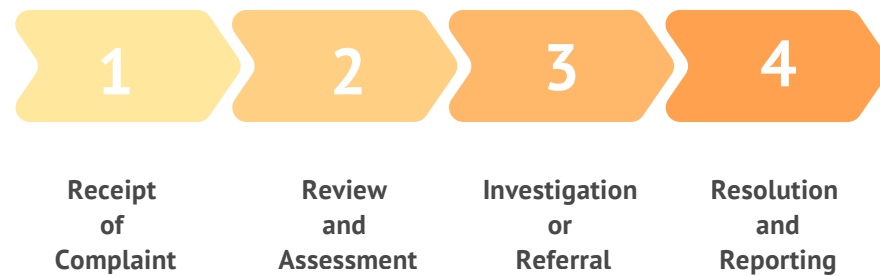 1
2
3
4
Receipt
of
Complaint
Review
and
Assessment
Investigation
or
Referral
Resolution
and
Reporting